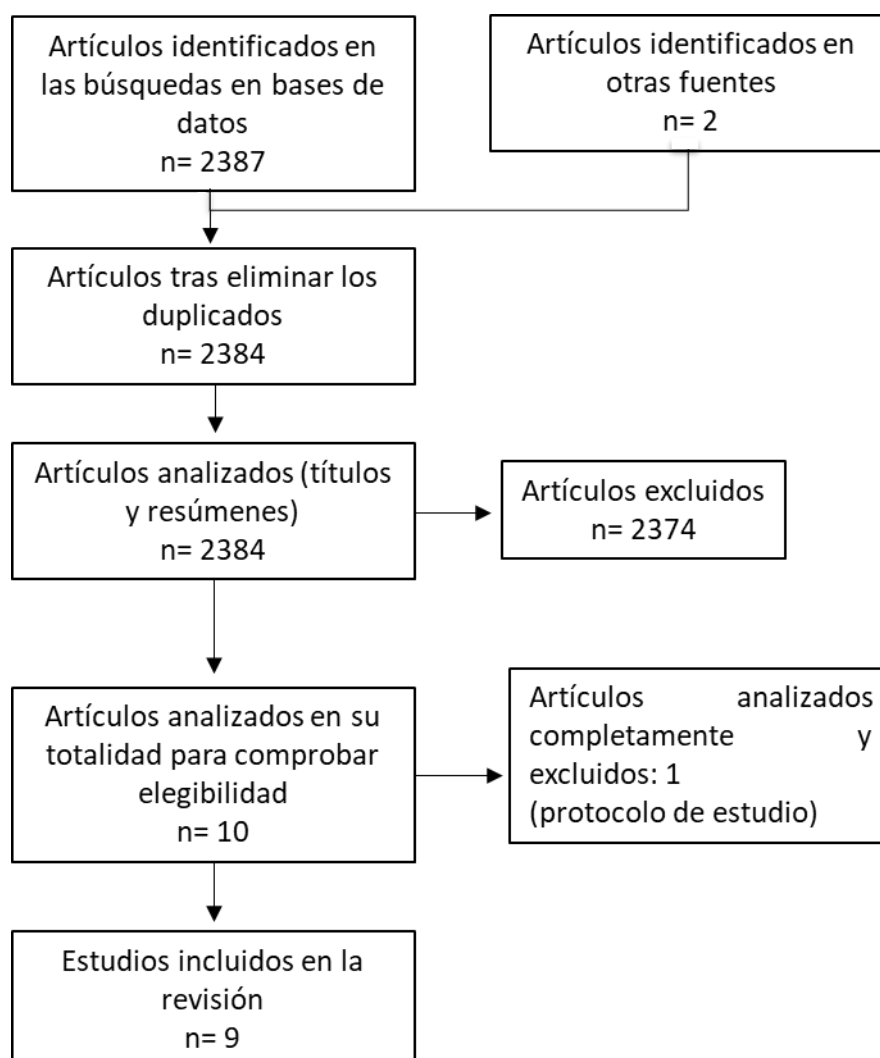 Artículos identificados en
las búsquedas en bases de
datos
n= 2387
Artículos identificados en
otras fuentes
n= 2
Artículos tras eliminar los
duplicados
n= 2384
Artículos analizados (títulos
y resúmenes)
n= 2384
Artículos excluidos
n= 2374
Artículos analizados en su
totalidad para comprobar
elegibilidad
n= 10
Artículos analizados
completamente y
excluidos: 1
(protocolo de estudio)
Estudios incluidos en la
revisión
n= 9